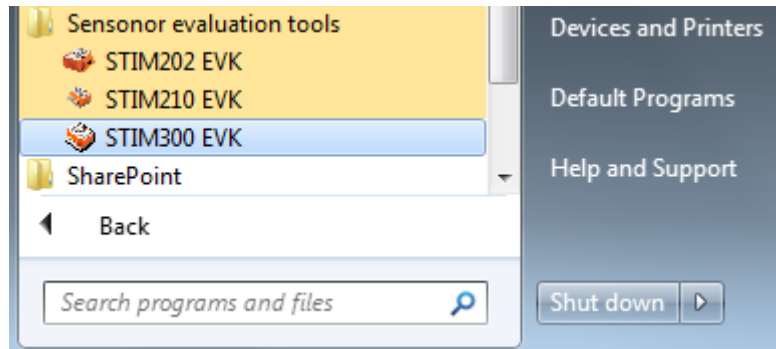 Sensonor evaluation tools
STIM202 EVK
STIM210 EVK
STIM300 EVK
SharePoint
Back
Search programs and files
Devices and Printers
Default Programs
Help and Support
Shut down